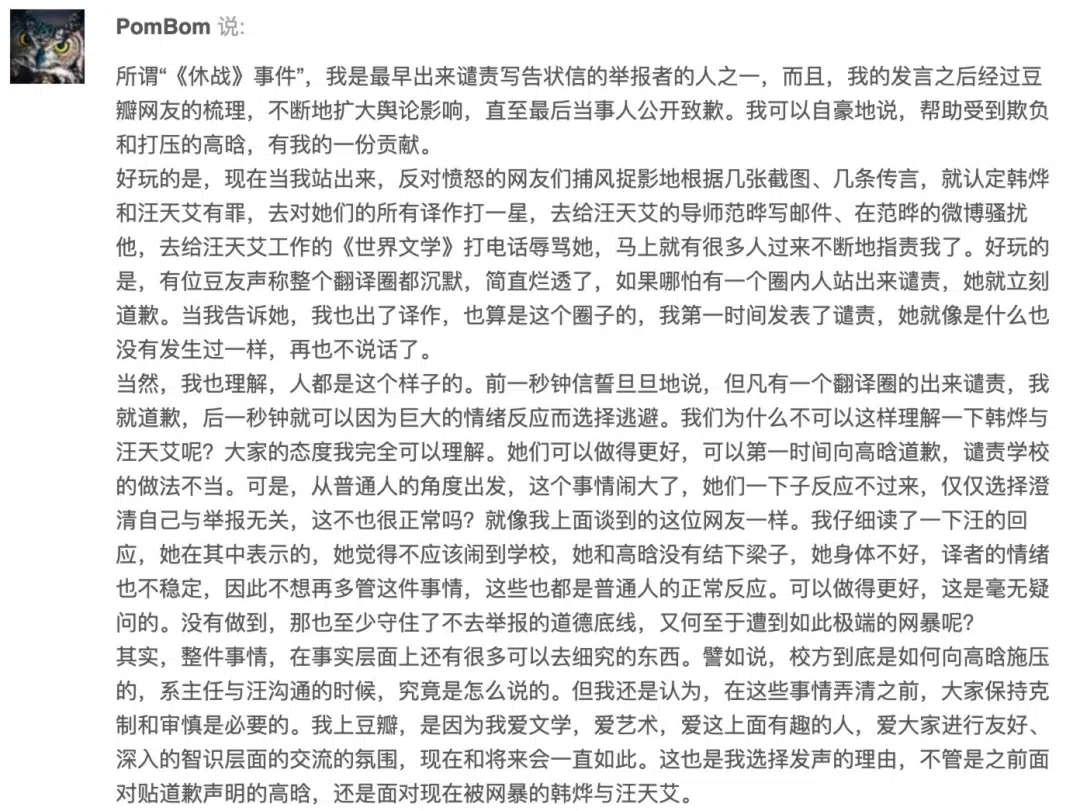 PomBom 说:
所谓“《休战》事件”，我是最早出来谴责写告状信的举报者的人之一，而且，我的发言之后经过豆
瓣网友的梳理，不断地扩大舆论影响，直至最后当事人公开致歉。我可以自豪地说，帮助受到欺负
和打压的高晗，有我的一份贡献。
好玩的是，现在当我站出来，反对愤怒的网友们捕风捉影地根据几张截图、几条传言，就认定韩烨
和汪天艾有罪，去对她们的所有译作打一星，去给汪天艾的导师范晔写邮件、在范晔的微博骚扰
他，去给汪天艾工作的《世界文学》打电话辱骂她，马上就有很多人过来不断地指责我了。好玩的
是，有位豆友声称整个翻译圈都沉默，简直烂透了，如果哪怕有一个圈内人站出来谴责，她就立刻
道歉。当我告诉她，我也出了译作，也算是这个圈子的，我第一时间发表了谴责，她就像是什么也
没有发生过一样，再也不说话了。
当然，我也理解，人都是这个样子的。前一秒钟信誓旦旦地说，但凡有一个翻译圈的出来谴责，我
就道歉，后一秒钟就可以因为巨大的情绪反应而选择逃避。我们为什么不可以这样理解一下韩烨与
汪天艾呢？大家的态度我完全可以理解。她们可以做得更好，可以第一时间向高晗道歉，谴责学校
的做法不当。可是，从普通人的角度出发，这个事情闹大了，她们一下子反应不过来，仅仅选择澄
清自己与举报无关，这不也很正常吗？就像我上面谈到的这位网友一样。我仔细读了一下汪的回
应，她在其中表示的，她觉得不应该闹到学校，她和高晗没有结下梁子，她身体不好，译者的情绪
也不稳定，因此不想再多管这件事情，这些也都是普通人的正常反应。可以做得更好，这是毫无疑
问的。没有做到，那也至少守住了不去举报的道德底线，又何至于遭到如此极端的网暴呢？
其实，整件事情，在事实层面上还有很多可以去细究的东西。譬如说，校方到底是如何向高晗施压
的，系主任与汪沟通的时候，究竟是怎么说的。但我还是认为，在这些事情弄清之前，大家保持克
制和审慎是必要的。我上豆瓣，是因为我爱文学，爱艺术，爱这上面有趣的人，爱大家进行友好、
深入的智识层面的交流的氛围，现在和将来会一直如此。这也是我选择发声的理由，不管是之前面
对贴道歉声明的高晗，还是面对现在被网暴的韩烨与汪天艾。